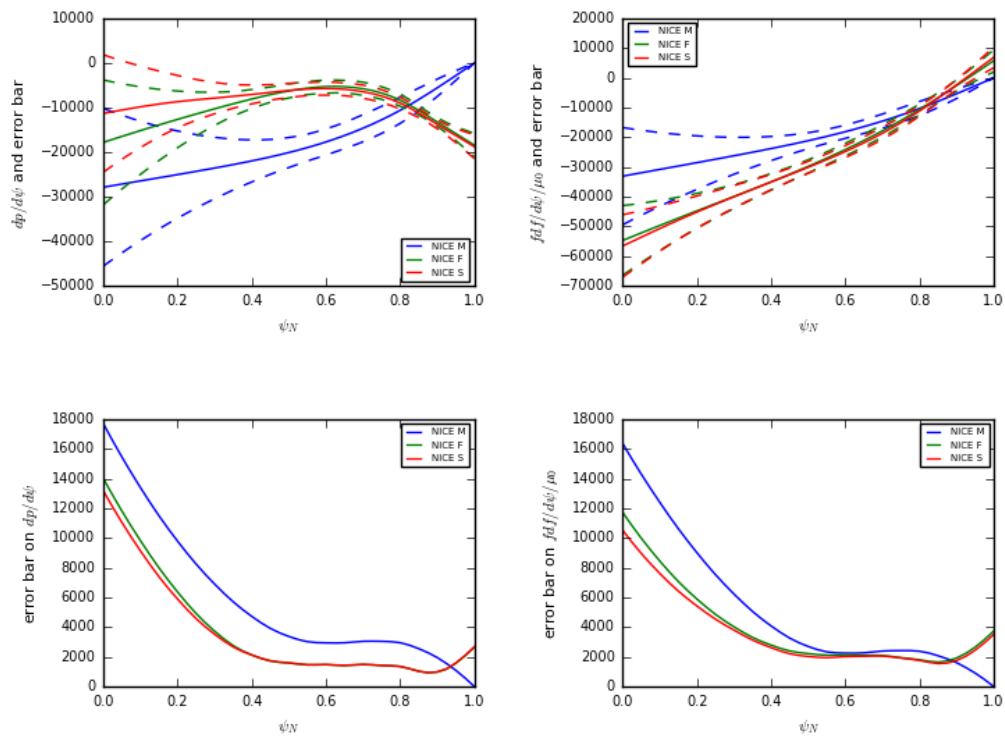 10000
0
−10000
−20000
−30000
−40000
−50000
dp/dψ and error bar
NICE M
NICE F
NICE S
0.0 0.2 0.4 0.6 0.8 1.0
ψ_N
20000
10000
0
−10000
−20000
−30000
−40000
−50000
−60000
−70000
fdf/dψ/μ₀ and error bar
NICE M
NICE F
NICE S
0.0 0.2 0.4 0.6 0.8 1.0
ψ_N
18000
16000
14000
12000
10000
8000
6000
4000
2000
0
error bar on dp/dψ
NICE M
NICE F
NICE S
0.0 0.2 0.4 0.6 0.8 1.0
ψ_N
18000
16000
14000
12000
10000
8000
6000
4000
2000
0
error bar on fdf/dψ/μ₀
NICE M
NICE F
NICE S
0.0 0.2 0.4 0.6 0.8 1.0
ψ_N